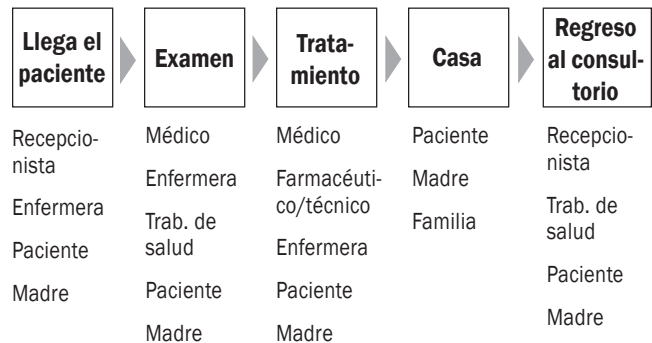 Llega el
paciente
Examen
Trata-
miento
Casa
Regreso
al consul-
torio
Recepcio-
nista
Enfermera
Paciente
Madre
Médico
Enfermera
Trab. de
salud
Paciente
Madre
Médico
Farmacéuti-
co/técnico
Enfermera
Paciente
Madre
Paciente
Madre
Familia
Recepcio-
nista
Trab. de
salud
Paciente
Madre